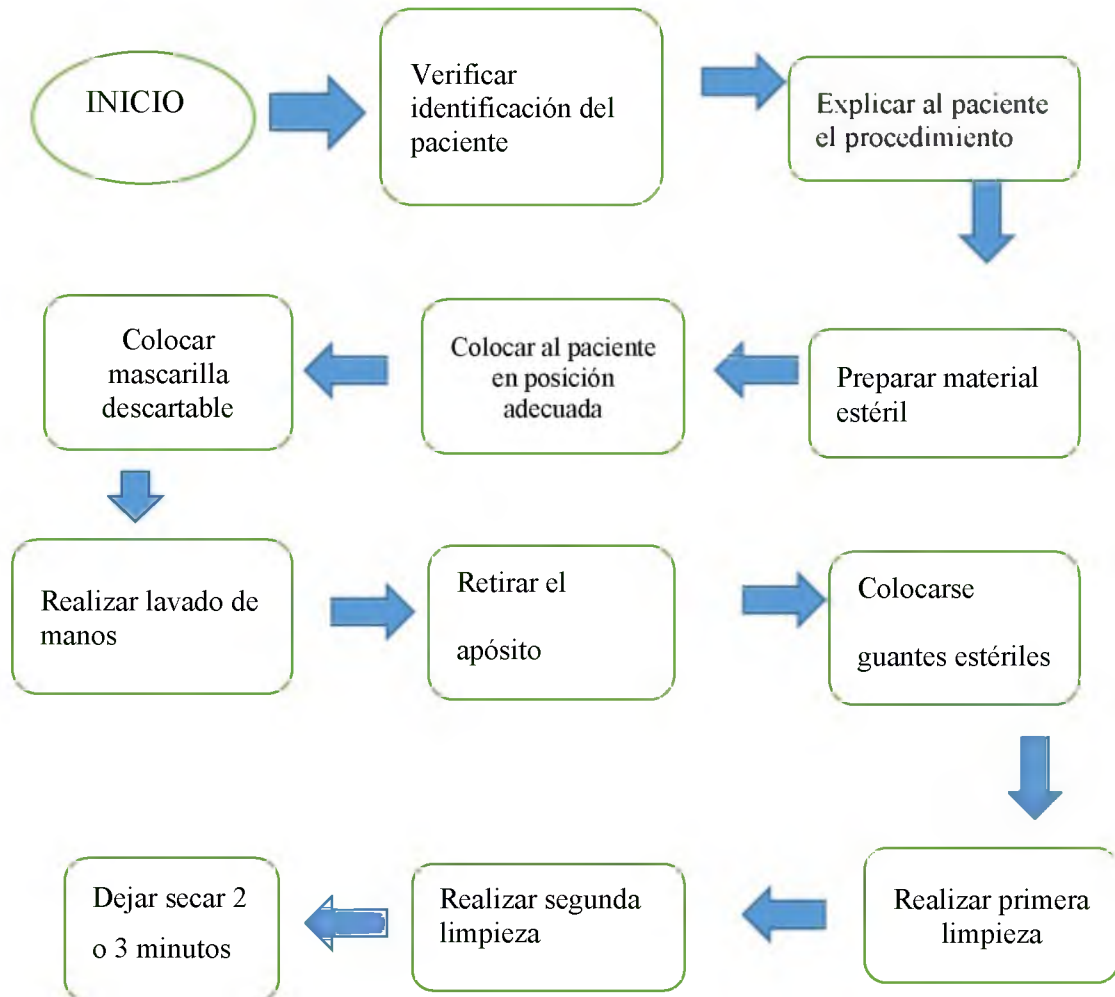 INICIO
Verificar
identificación del
paciente
Explicar al paciente
el procedimiento
Preparar material
estéril
Colocar al paciente
en posición
adecuada
Colocar
mascarilla
descartable
Realizar lavado de
manos
Retirar el
apósito
Colocarse
guantes estériles
Realizar primera
limpieza
Realizar segunda
limpieza
Dejar secar 2
o 3 minutos